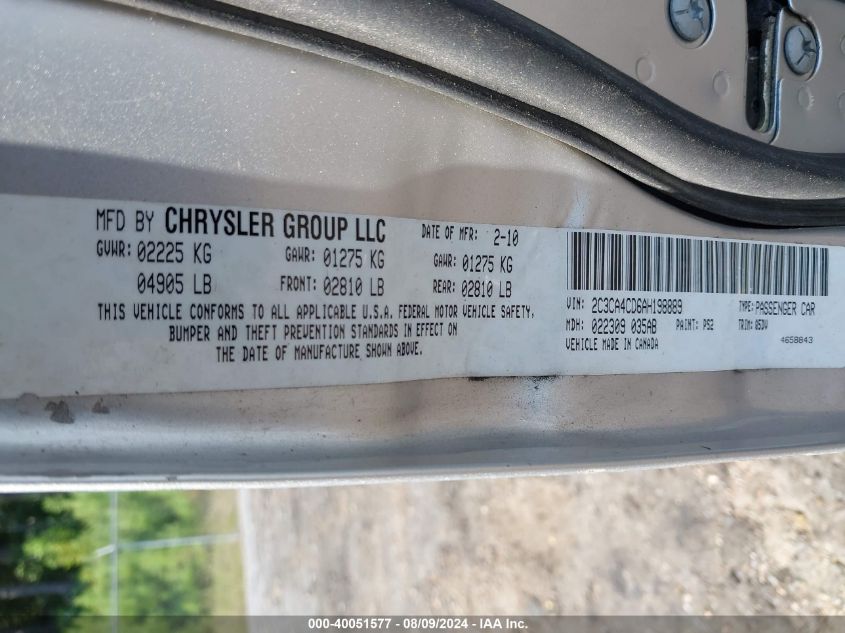 MFD BY CHRYSLER GROUP LLC
DATE OF MFR: 2-10
GVWR: 02225 KG
GAWR: 01275 KG
GAWR: 01275 KG
04905 LB
FRONT: 02810 LB
REAR: 02810 LB
THIS VEHICLE CONFORMS TO ALL APPLICABLE U.S.A. FEDERAL MOTOR VEHICLE SAFETY,
BUMPER AND THEFT PREVENTION STANDARDS IN EFFECT ON
THE DATE OF MANUFACTURE SHOWN ABOVE.
VIN: 2C3CA4CD6AH198889
TYPE: PASSENGER CAR
MDH: 022309 035AB
PAINT: PS2
TRIM: 05DV
VEHICLE MADE IN CANADA
4658843
000-40051577 — 08/09/2024 — IAA Inc.